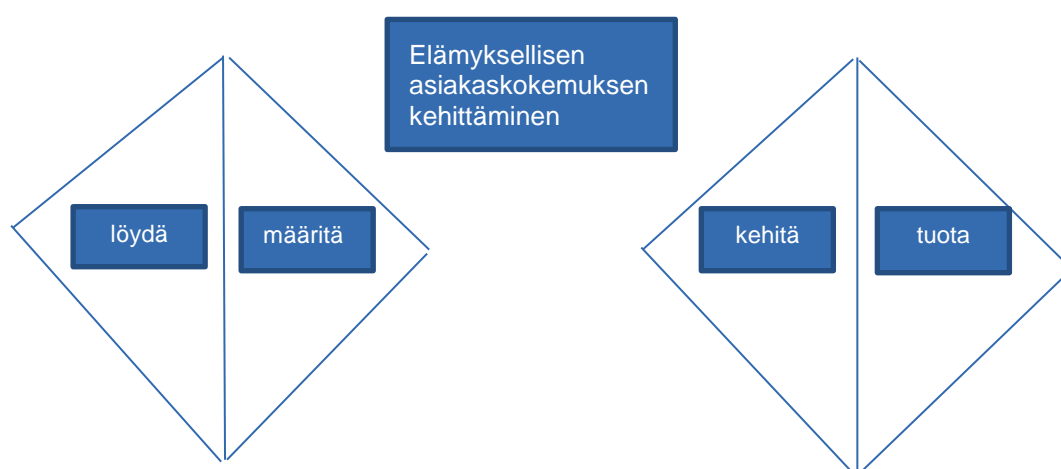 Elämyksellisen
asiakaskokemuksen
kehittäminen
löydä
määritä
kehitä
tuota